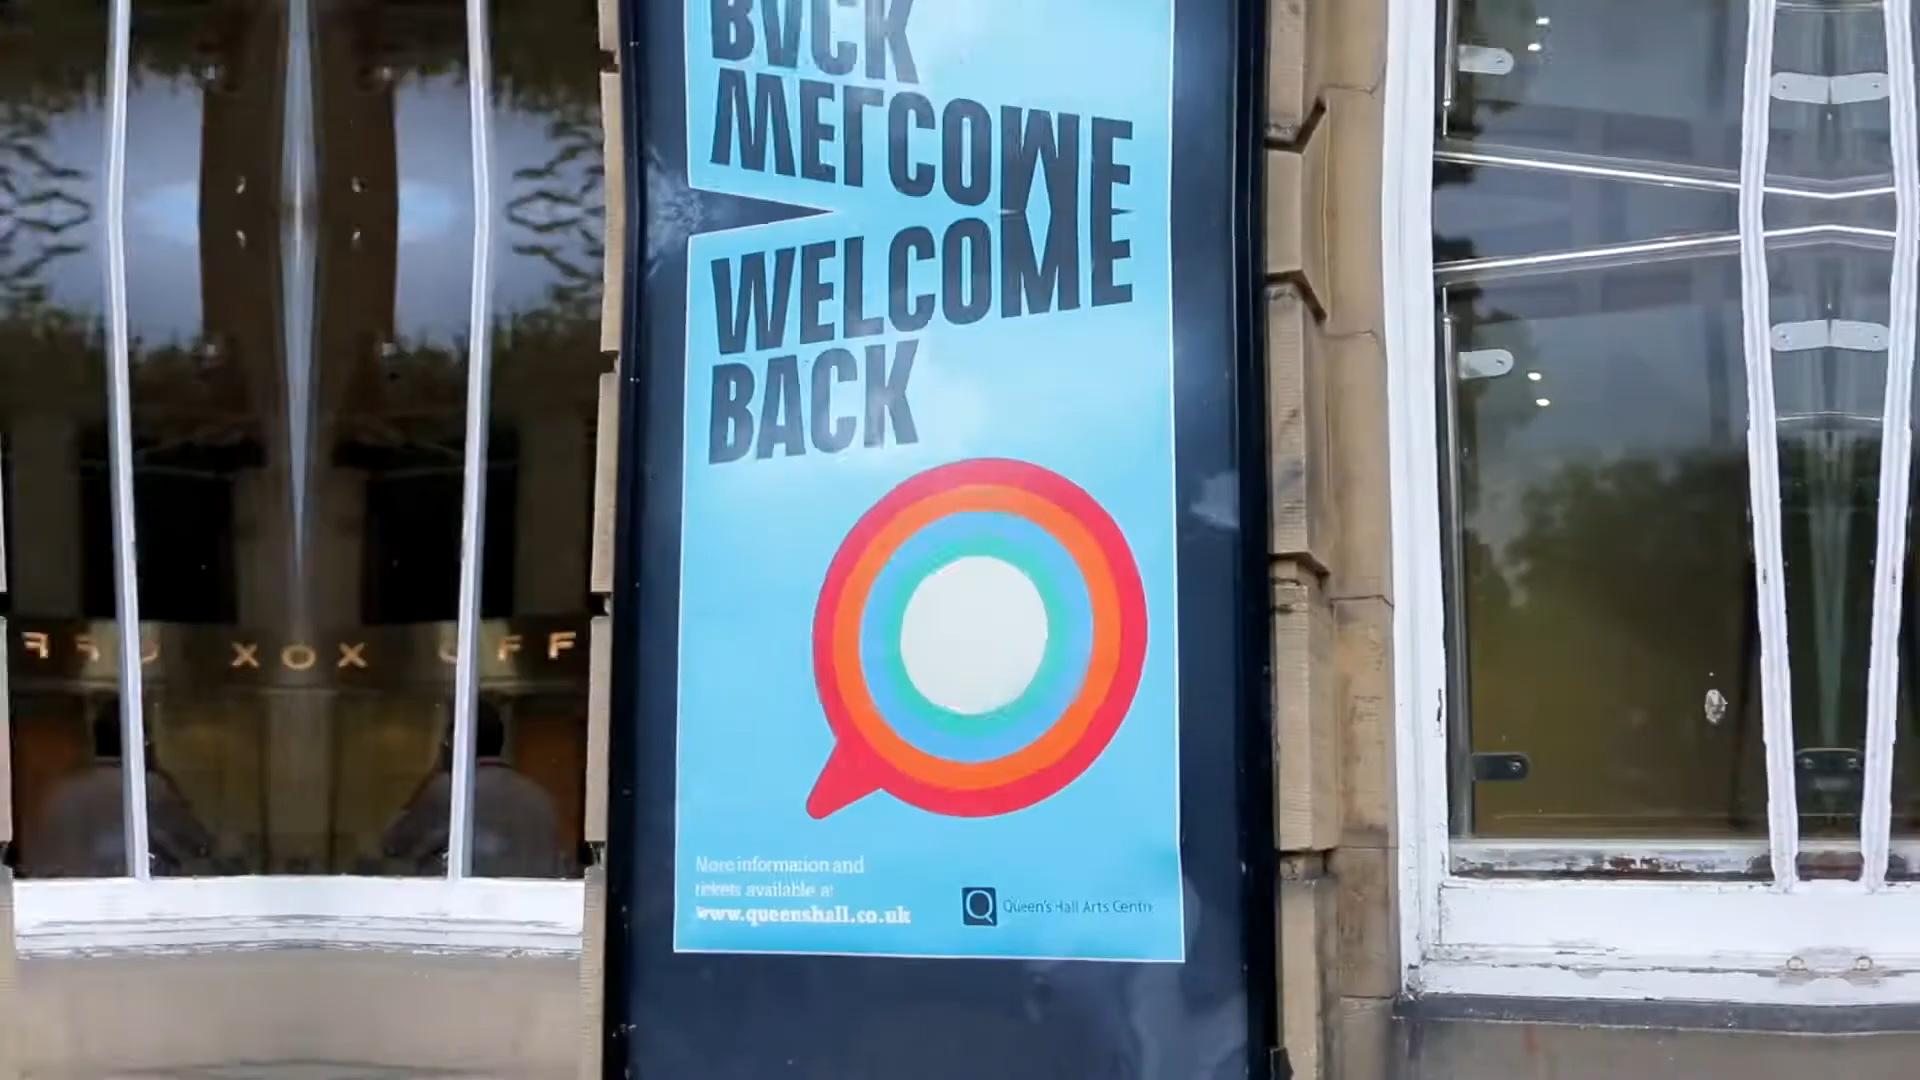 WELCOME
BACK
More information and
tickets available at
www.queenshall.co.uk
Queen's Hall Arts Centre